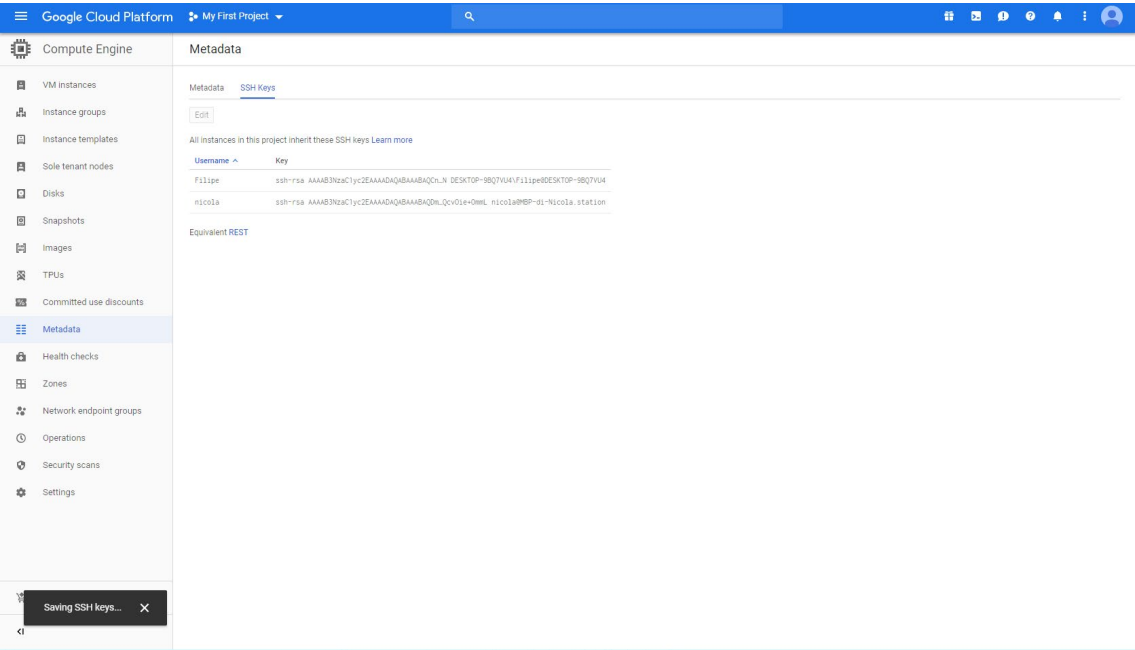 Google Cloud Platform My First Project
Compute Engine
VM instances
Instance groups
Instance templates
Sole tenant nodes
Disks
Snapshots
Images
TPUs
Committed use discounts
Metadata
Health checks
Zones
Network endpoint groups
Operations
Security scans
Settings
Metadata
Metadata SSH Keys
Edit
All instances in this project inherit these SSH keys Learn more
Username Key
Filipe ssh-rsa AAAAB3NzaC1yc2EAAAADAQABAAABAQCn…N DESKTOP-9BQ7VU4\Filipe@DESKTOP-9BQ7VU4
nicola ssh-rsa AAAAB3NzaC1yc2EAAAADAQABAAABAQDm…QcvOie+OmmL nicola@MBP-di-Nicola.station
Equivalent REST
Saving SSH keys...